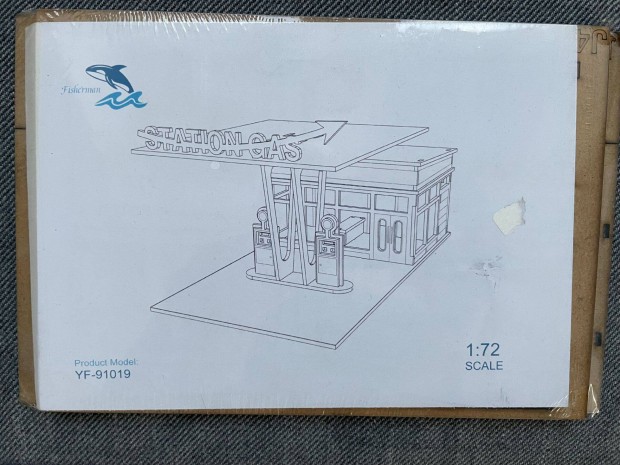 Fisherman
STATION GAS
Product Model:
YF-91019
1:72
SCALE